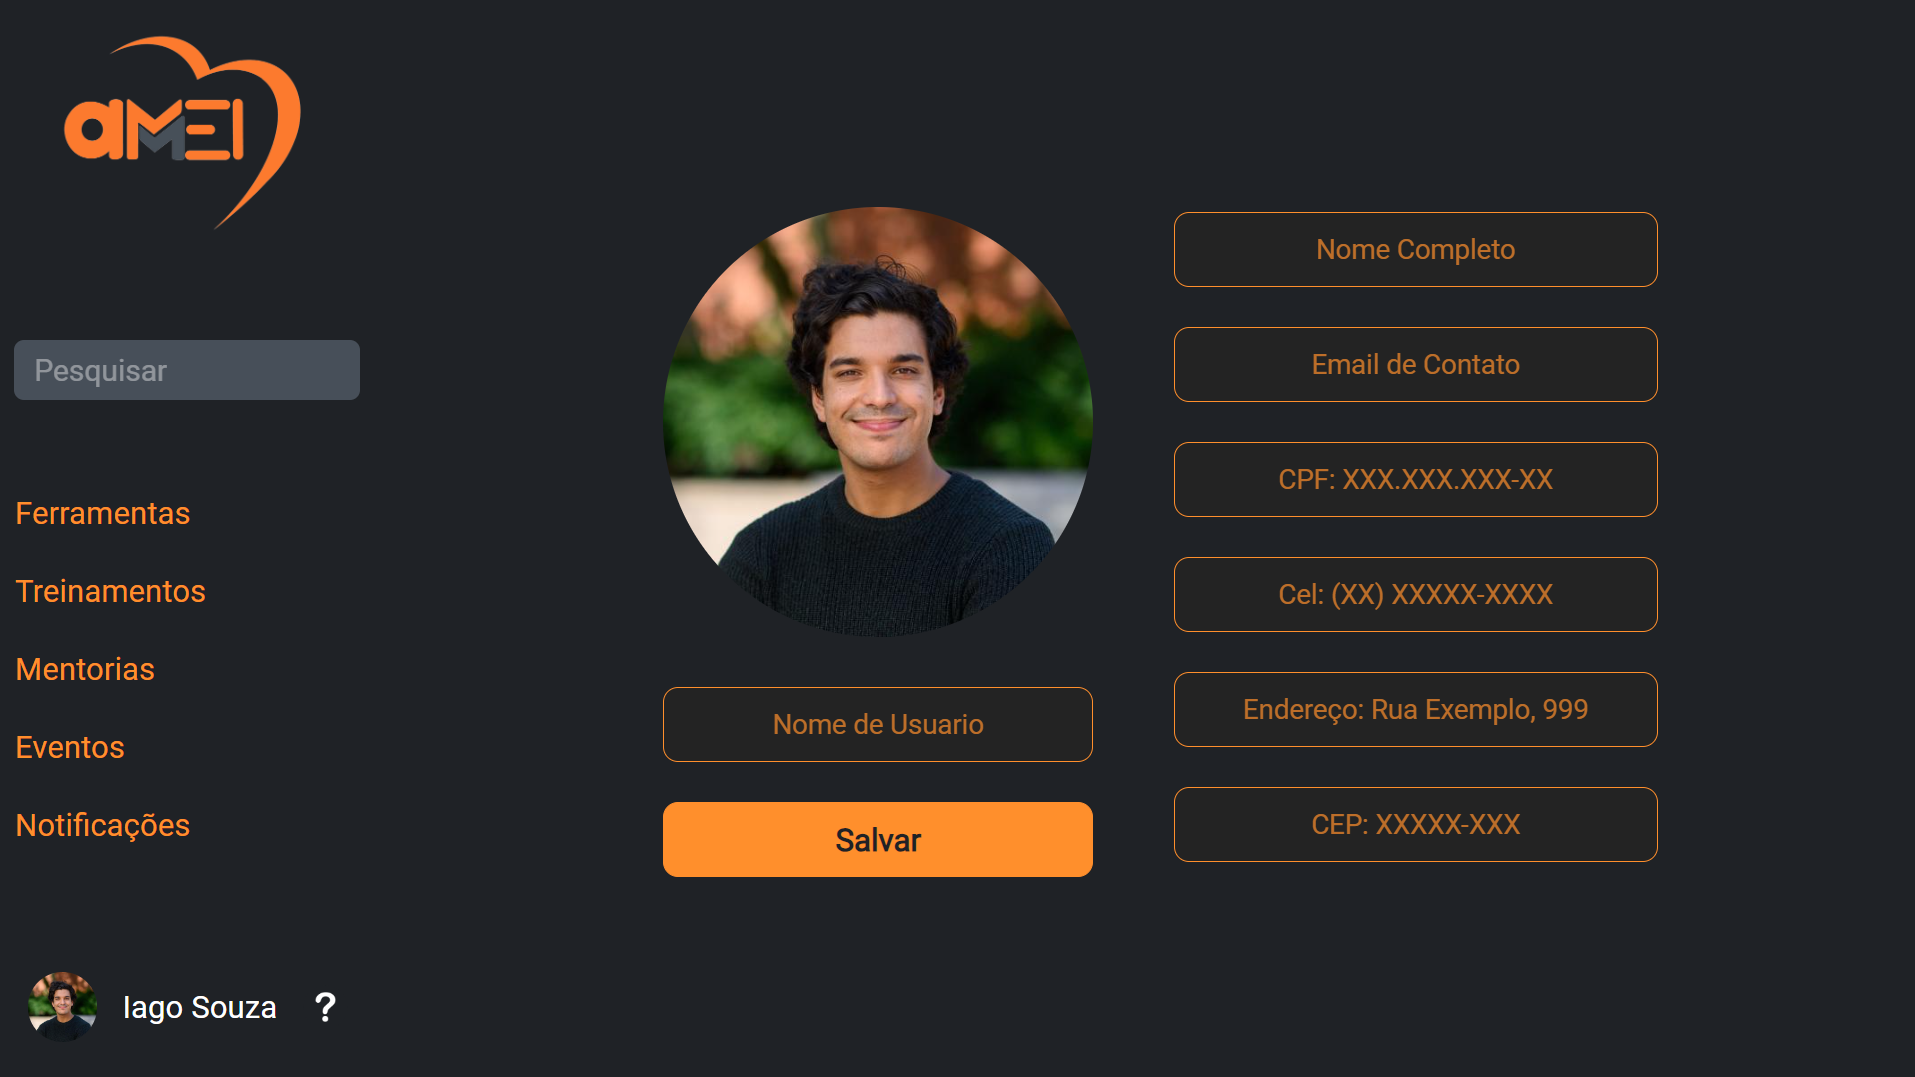 aMEI
Pesquisar
Ferramentas
Treinamentos
Mentorias
Eventos
Notificações
Iago Souza
?
Nome de Usuario
Salvar
Nome Completo
Email de Contato
CPF: XXX.XXX.XXX-XX
Cel: (XX) XXXXX-XXXX
Endereço: Rua Exemplo, 999
CEP: XXXXX-XXX